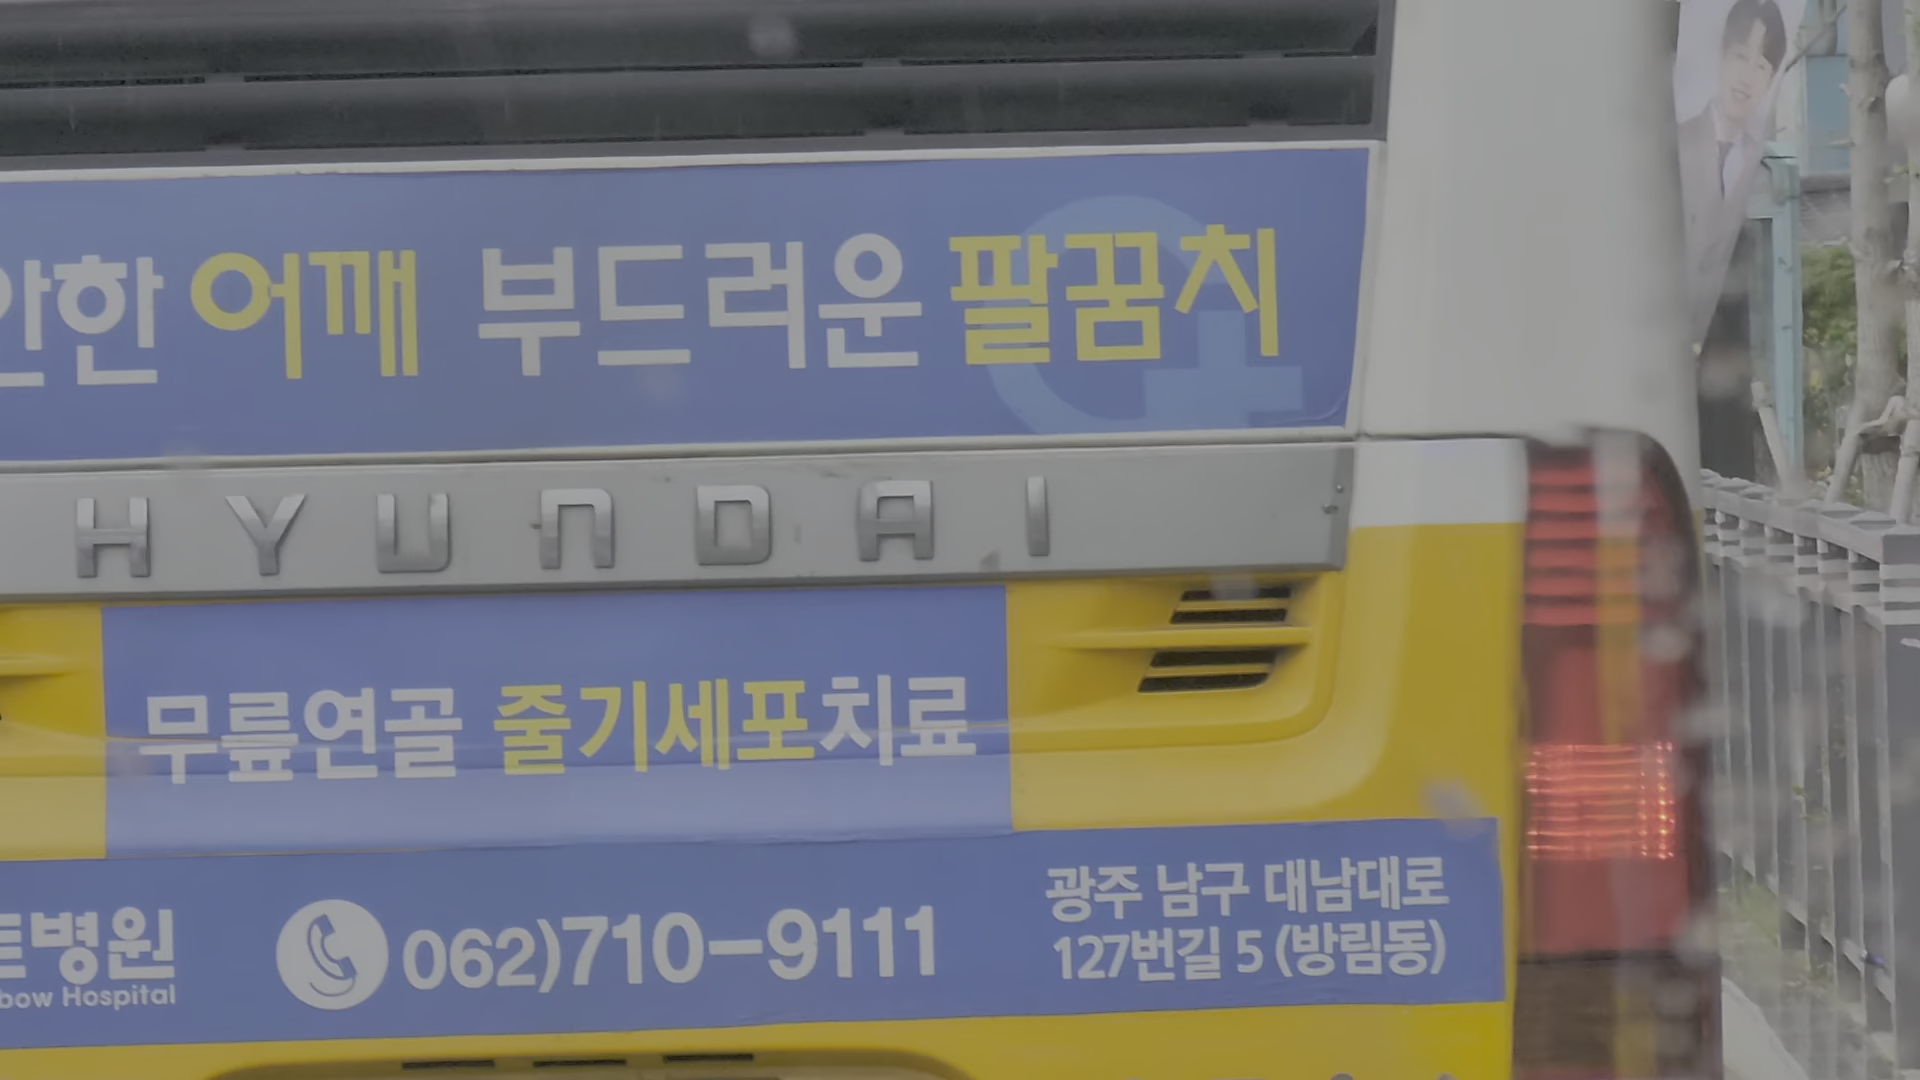 안한 어깨 부드러운 팔꿈치
HYUNDAI
무릎연골 줄기세포치료
트병원
bow Hospital
062)710-9111
광주 남구 대남대로
127번길 5 (방림동)